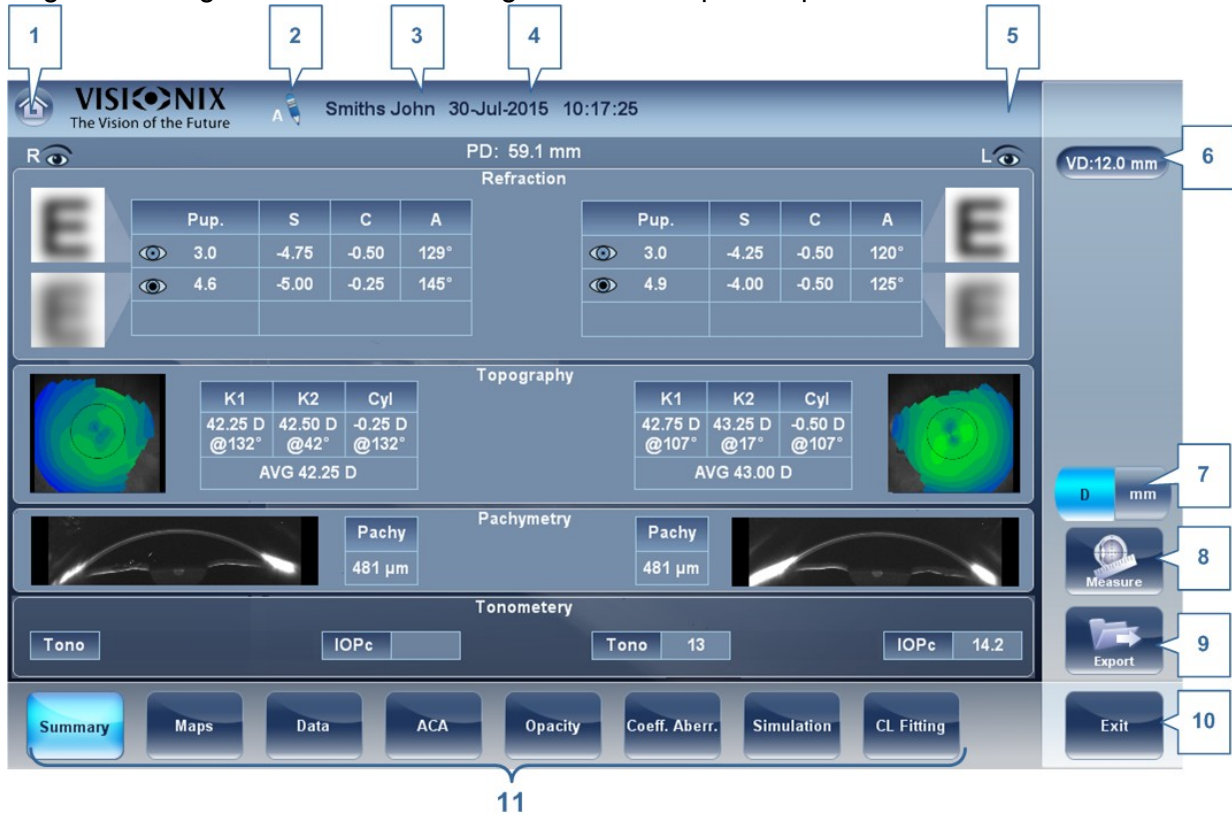 1 2 3 4 5
VISIONIX
The Vision of the Future
A Smiths John 30-Jul-2015 10:17:25
R PD: 59.1 mm L
VD:12.0 mm 6
Refraction
E Pup. S C A Pup. S C A E
3.0 -4.75 -0.50 129° 3.0 -4.25 -0.50 120°
E 4.6 -5.00 -0.25 145° 4.9 -4.00 -0.50 125° E
Topography
K1 K2 Cyl K1 K2 Cyl
42.25 D 42.50 D -0.25 D 42.75 D 43.25 D -0.50 D
@132° @42° @132° @107° @17° @107°
AVG 42.25 D AVG 43.00 D
D mm 7
Pachymetry
Pachy Pachy
481 µm 481 µm
Measure 8
Tonometery
Tono IOPc Tono 13 IOPc 14.2
Export 9
Summary Maps Data ACA Opacity Coeff. Aberr. Simulation CL Fitting Exit 10
11